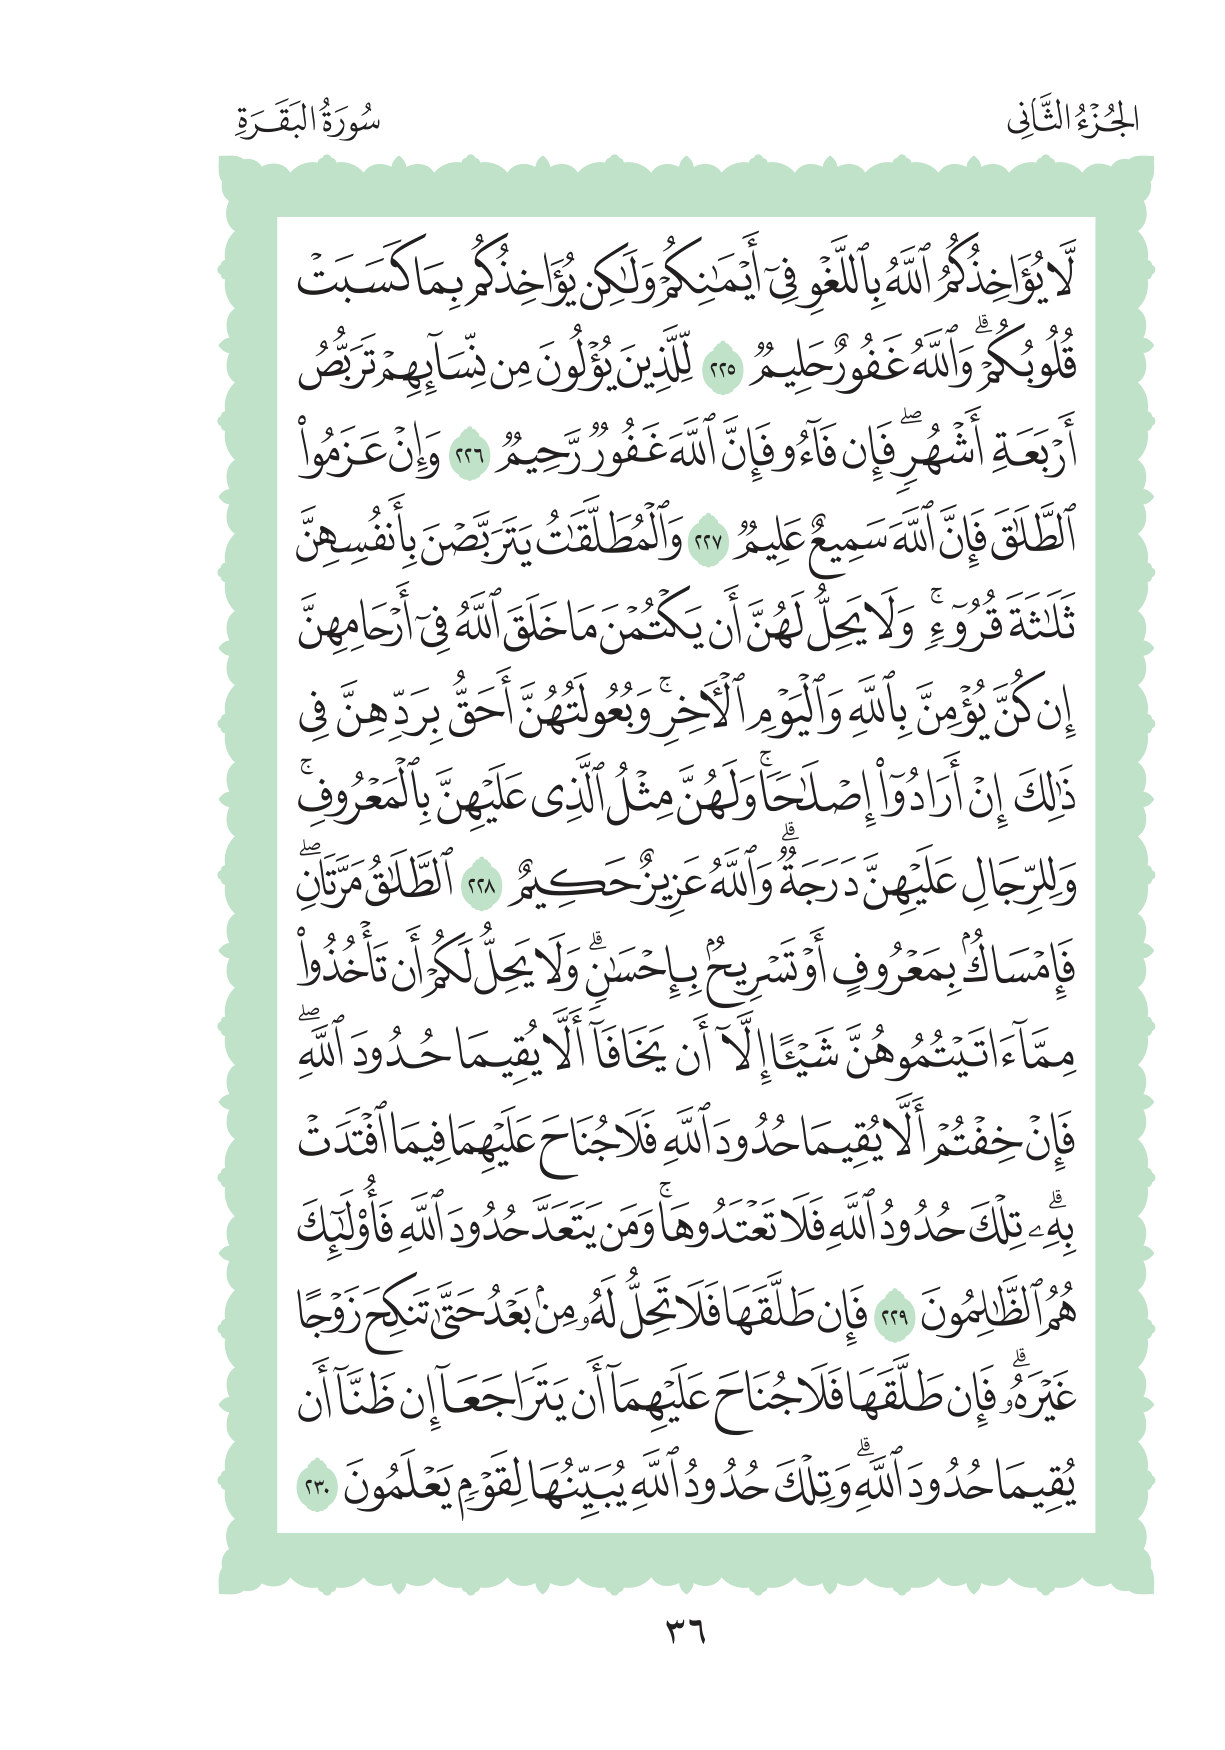 الجُزْءُ الثَّانِي
سُورَةُ البَقَرَةِ
لَّا يُؤَاخِذُكُمُ ٱللَّهُ بِٱللَّغْوِ فِىٓ أَيْمَـٰنِكُمْ وَلَـٰكِن يُؤَاخِذُكُم بِمَا كَسَبَتْ
قُلُوبُكُمْ ۗ وَٱللَّهُ غَفُورٌ حَلِيمٌ ٢٢٥ لِّلَّذِينَ يُؤْلُونَ مِن نِّسَآئِهِمْ تَرَبُّصُ
أَرْبَعَةِ أَشْهُرٍ ۖ فَإِن فَآءُو فَإِنَّ ٱللَّهَ غَفُورٌ رَّحِيمٌ ٢٢٦ وَإِنْ عَزَمُوا۟
ٱلطَّلَـٰقَ فَإِنَّ ٱللَّهَ سَمِيعٌ عَلِيمٌ ٢٢٧ وَٱلْمُطَلَّقَـٰتُ يَتَرَبَّصْنَ بِأَنفُسِهِنَّ
ثَلَـٰثَةَ قُرُوٓءٍ ۚ وَلَا يَحِلُّ لَهُنَّ أَن يَكْتُمْنَ مَا خَلَقَ ٱللَّهُ فِىٓ أَرْحَامِهِنَّ
إِن كُنَّ يُؤْمِنَّ بِٱللَّهِ وَٱلْيَوْمِ ٱلْـَٔاخِرِ ۚ وَبُعُولَتُهُنَّ أَحَقُّ بِرَدِّهِنَّ فِى
ذَٰلِكَ إِنْ أَرَادُوٓا۟ إِصْلَـٰحًا ۚ وَلَهُنَّ مِثْلُ ٱلَّذِى عَلَيْهِنَّ بِٱلْمَعْرُوفِ ۚ
وَلِلرِّجَالِ عَلَيْهِنَّ دَرَجَةٌ ۗ وَٱللَّهُ عَزِيزٌ حَكِيمٌ ٢٢٨ ٱلطَّلَـٰقُ مَرَّتَانِ ۖ
فَإِمْسَاكٌۢ بِمَعْرُوفٍ أَوْ تَسْرِيحٌۢ بِإِحْسَـٰنٍ ۗ وَلَا يَحِلُّ لَكُمْ أَن تَأْخُذُوا۟
مِمَّآ ءَاتَيْتُمُوهُنَّ شَيْـًٔا إِلَّآ أَن يَخَافَآ أَلَّا يُقِيمَا حُدُودَ ٱللَّهِ ۖ
فَإِنْ خِفْتُمْ أَلَّا يُقِيمَا حُدُودَ ٱللَّهِ فَلَا جُنَاحَ عَلَيْهِمَا فِيمَا ٱفْتَدَتْ
بِهِۦ ۗ تِلْكَ حُدُودُ ٱللَّهِ فَلَا تَعْتَدُوهَا ۚ وَمَن يَتَعَدَّ حُدُودَ ٱللَّهِ فَأُو۟لَـٰٓئِكَ
هُمُ ٱلظَّـٰلِمُونَ ٢٢٩ فَإِن طَلَّقَهَا فَلَا تَحِلُّ لَهُۥ مِنۢ بَعْدُ حَتَّىٰ تَنكِحَ زَوْجًا
غَيْرَهُۥ ۗ فَإِن طَلَّقَهَا فَلَا جُنَاحَ عَلَيْهِمَآ أَن يَتَرَاجَعَآ إِن ظَنَّآ أَن
يُقِيمَا حُدُودَ ٱللَّهِ ۗ وَتِلْكَ حُدُودُ ٱللَّهِ يُبَيِّنُهَا لِقَوْمٍ يَعْلَمُونَ ٢٣٠
٣٦